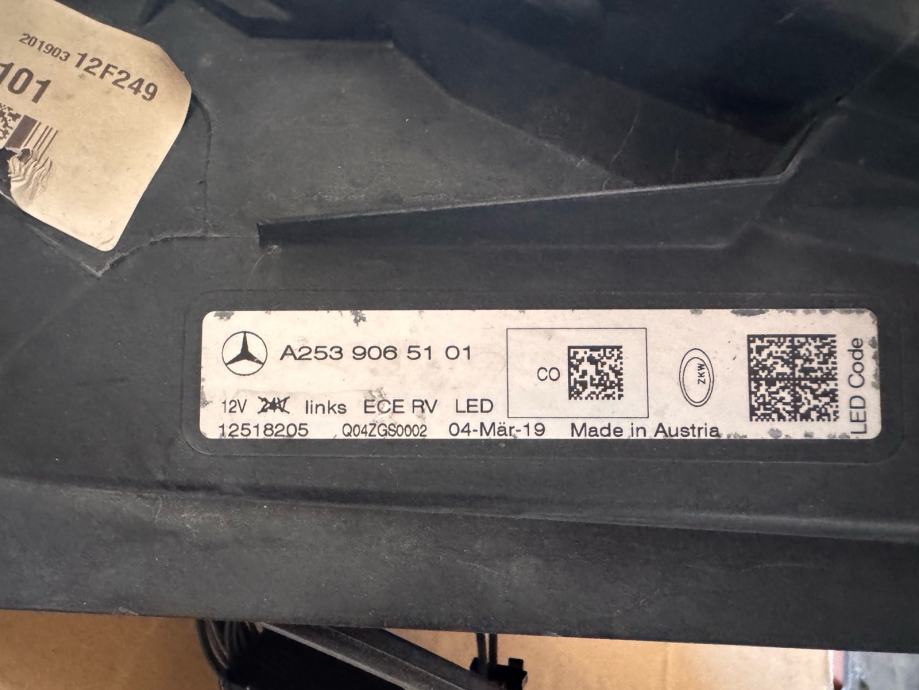 201903 12F249
101
A253 906 51 01
12V 24V links ECE RV LED
12518205 Q04ZGS0002 04-Mär-19 Made in Austria
CO
ZKW
LED Code